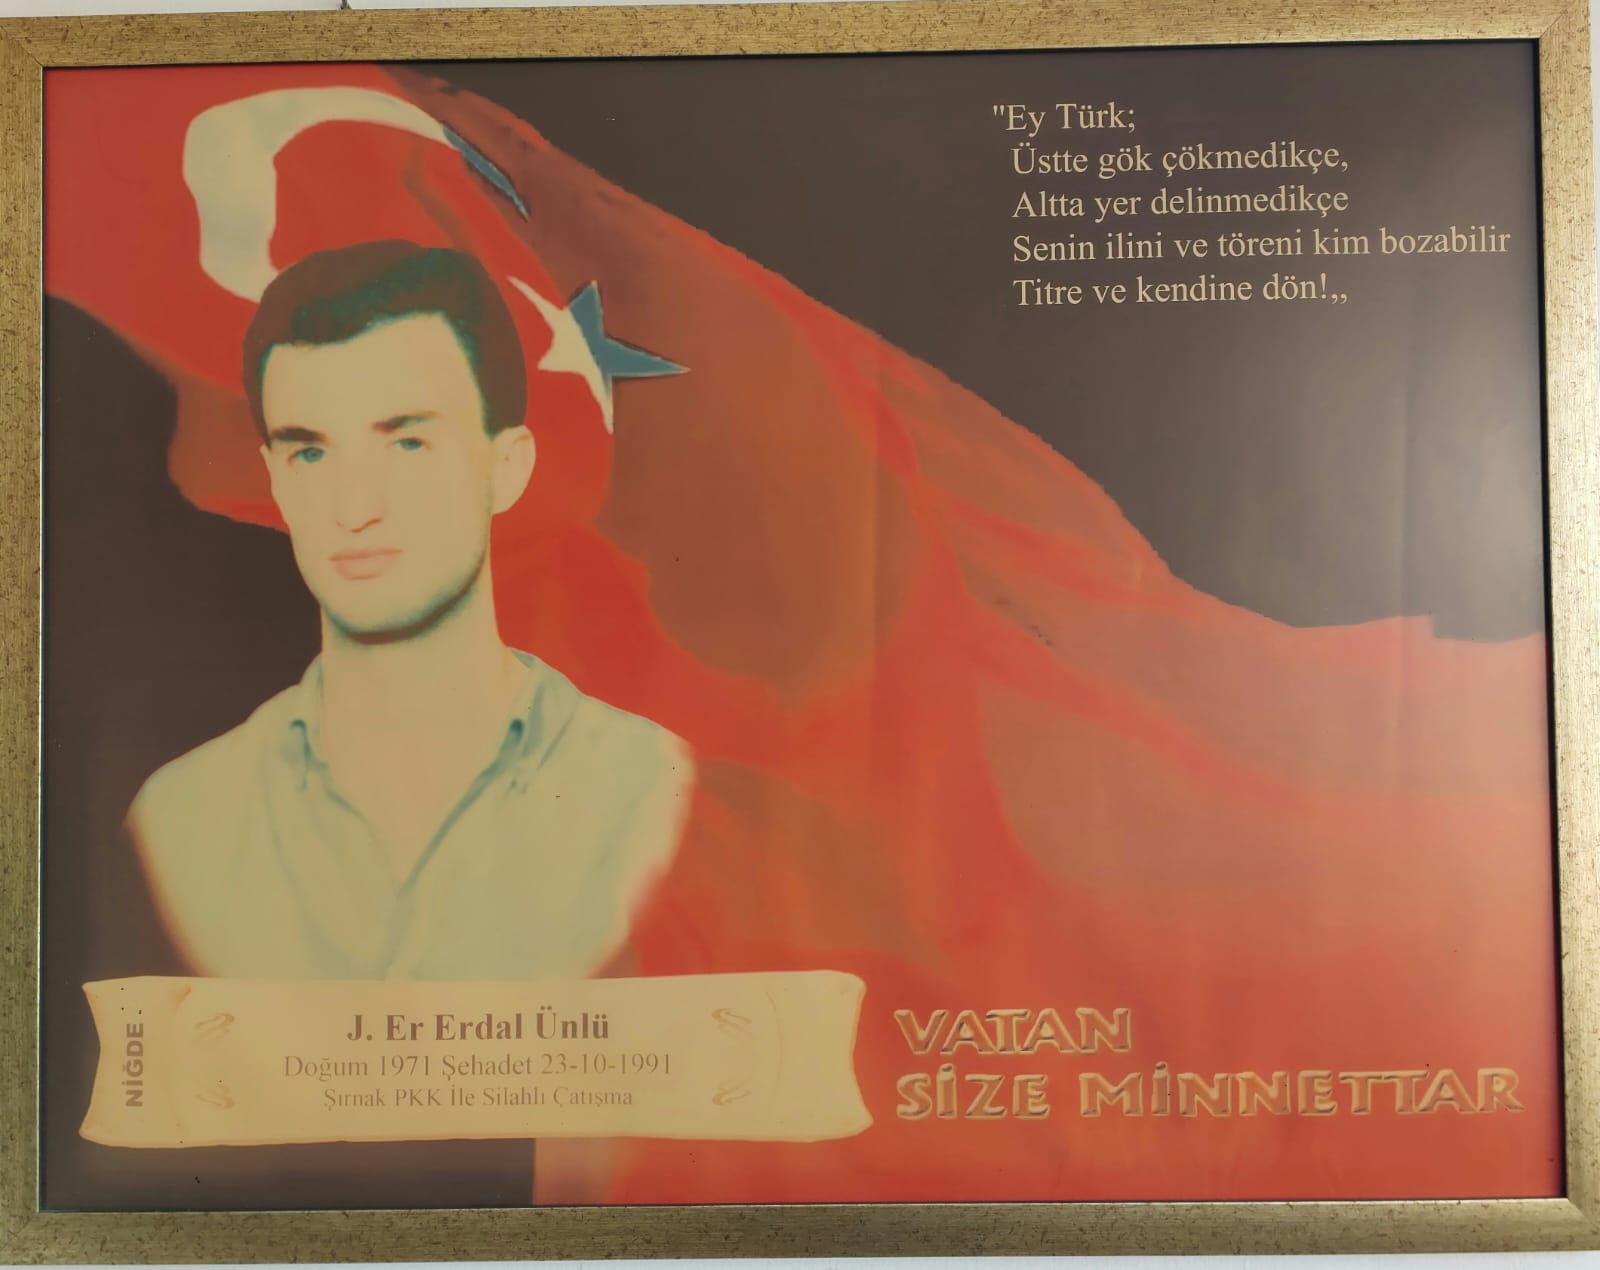 "Ey Türk;
Üstte gök çökmedikçe,
Altta yer delinmedikçe
Senin ilini ve töreni kim bozabilir
Titre ve kendine dön!,,
NİĞDE
J. Er Erdal Ünlü
Doğum 1971 Şehadet 23-10-1991
Şırnak PKK İle Silahlı Çatışma
VATAN
SİZE MİNNETTAR